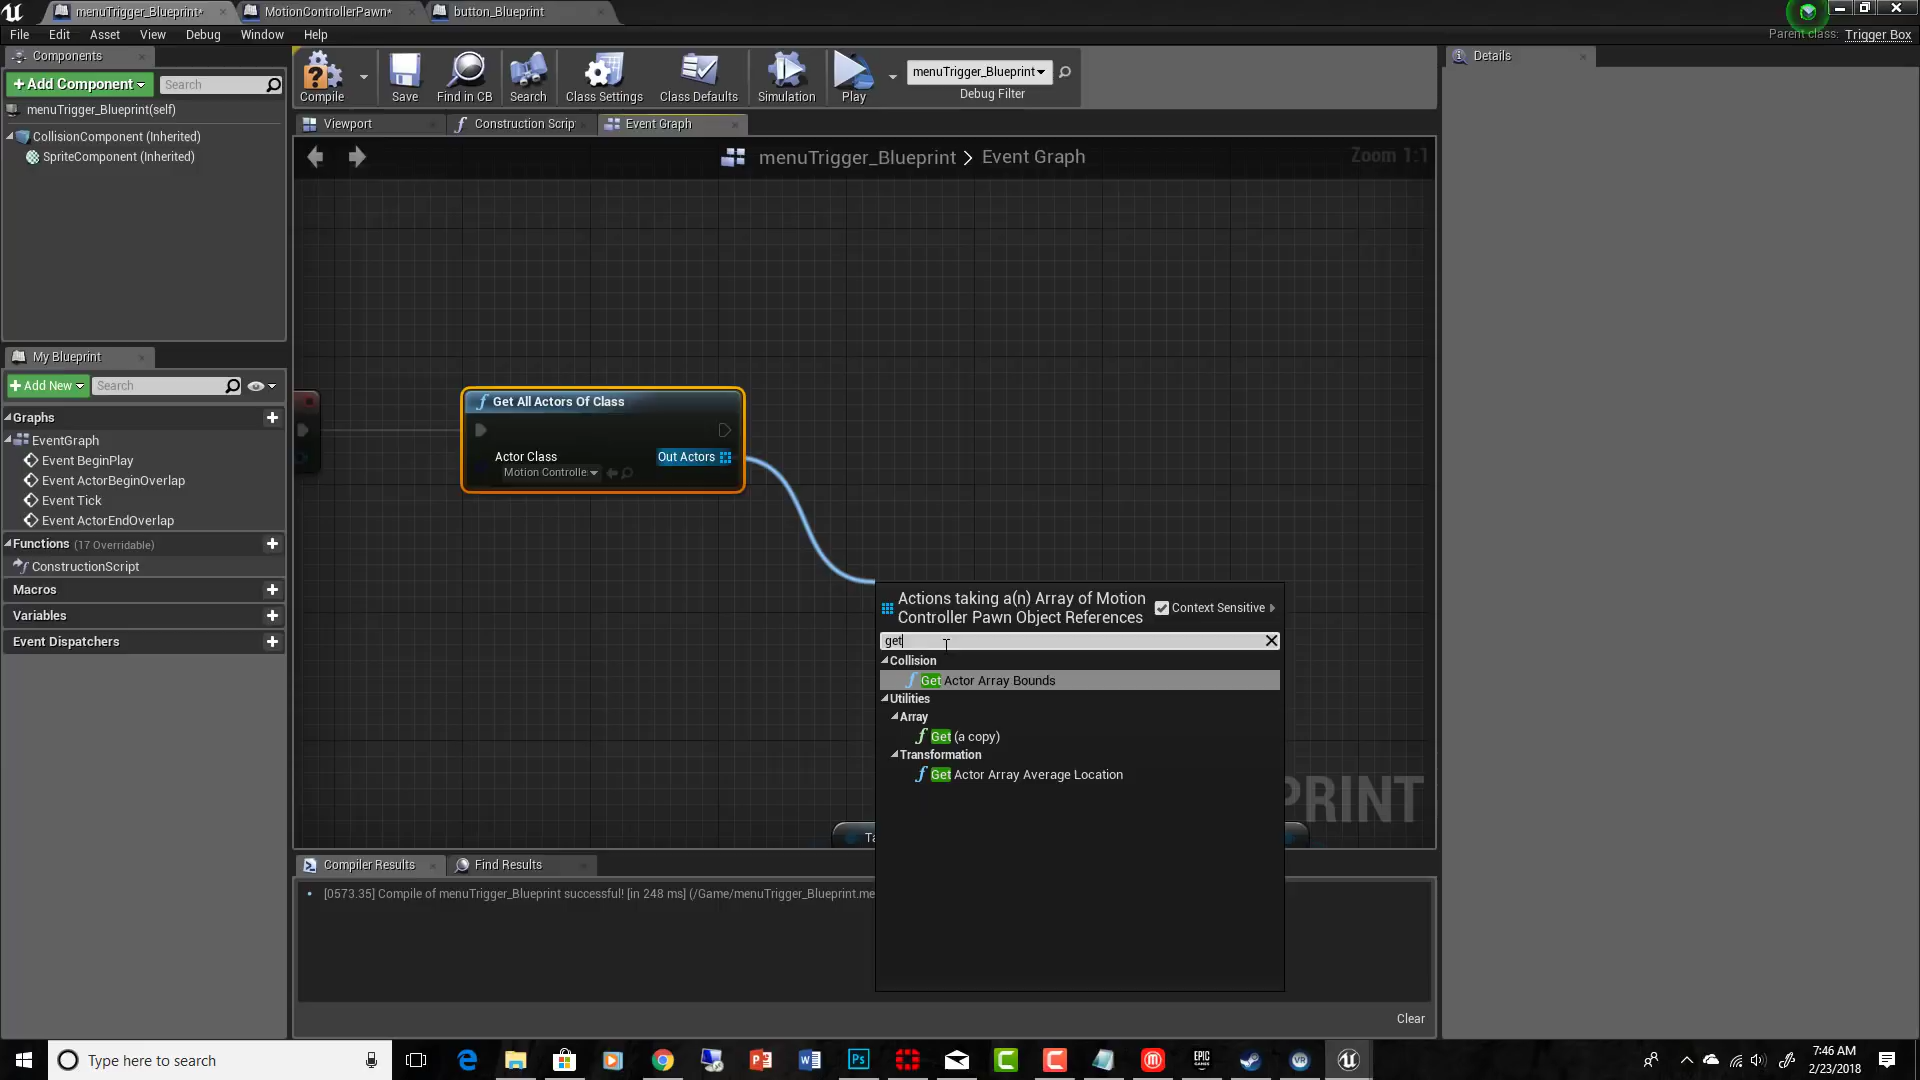 menuTrigger_Blueprint*
MotionControllerPawn*
button_Blueprint
File
Edit
Asset
View
Debug
Window
Help
Parent class: Trigger Box
Components
+Add Component
Search
menuTrigger_Blueprint(self)
CollisionComponent (Inherited)
SpriteComponent (Inherited)
Compile
Save
Find in CB
Search
Class Settings
Class Defaults
Simulation
Play
menuTrigger_Blueprint
Debug Filter
Details
Viewport
Construction Scrip
Event Graph
menuTrigger_Blueprint > Event Graph
Zoom 1:1
My Blueprint
+Add New
Search
Graphs
EventGraph
Event BeginPlay
Event ActorBeginOverlap
Event Tick
Event ActorEndOverlap
Functions (17 Overridable)
ConstructionScript
Macros
Variables
Event Dispatchers
Get All Actors Of Class
Actor Class
Motion Controlle
Out Actors
Actions taking a(n) Array of Motion
Controller Pawn Object References
Context Sensitive
get
Collision
Get Actor Array Bounds
Utilities
Array
Get (a copy)
Transformation
Get Actor Array Average Location
PRINT
Ta
Compiler Results
Find Results
[0573.35] Compile of menuTrigger_Blueprint successful! [in 248 ms] (/Game/menuTrigger_Blueprint.me
Clear
Type here to search
7:46 AM
2/23/2018